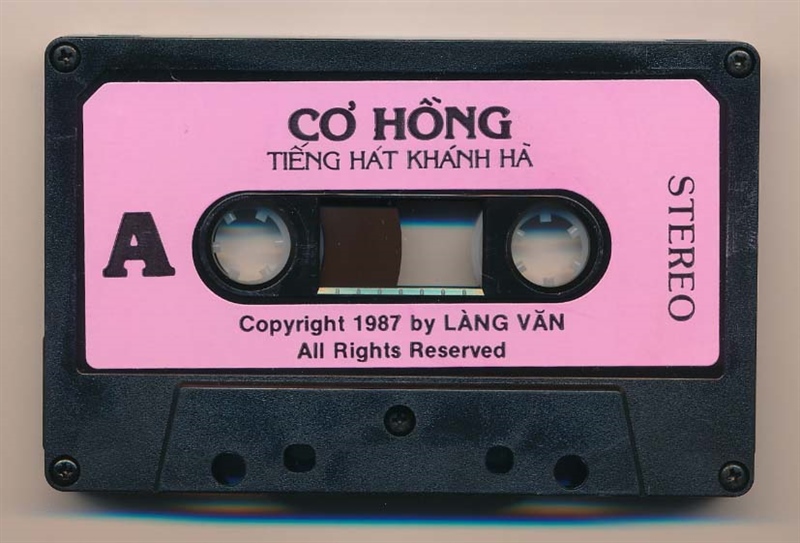 CƠ HỒNG
TIẾNG HÁT KHÁNH HÀ
A
STEREO
Copyright 1987 by LÀNG VĂN
All Rights Reserved